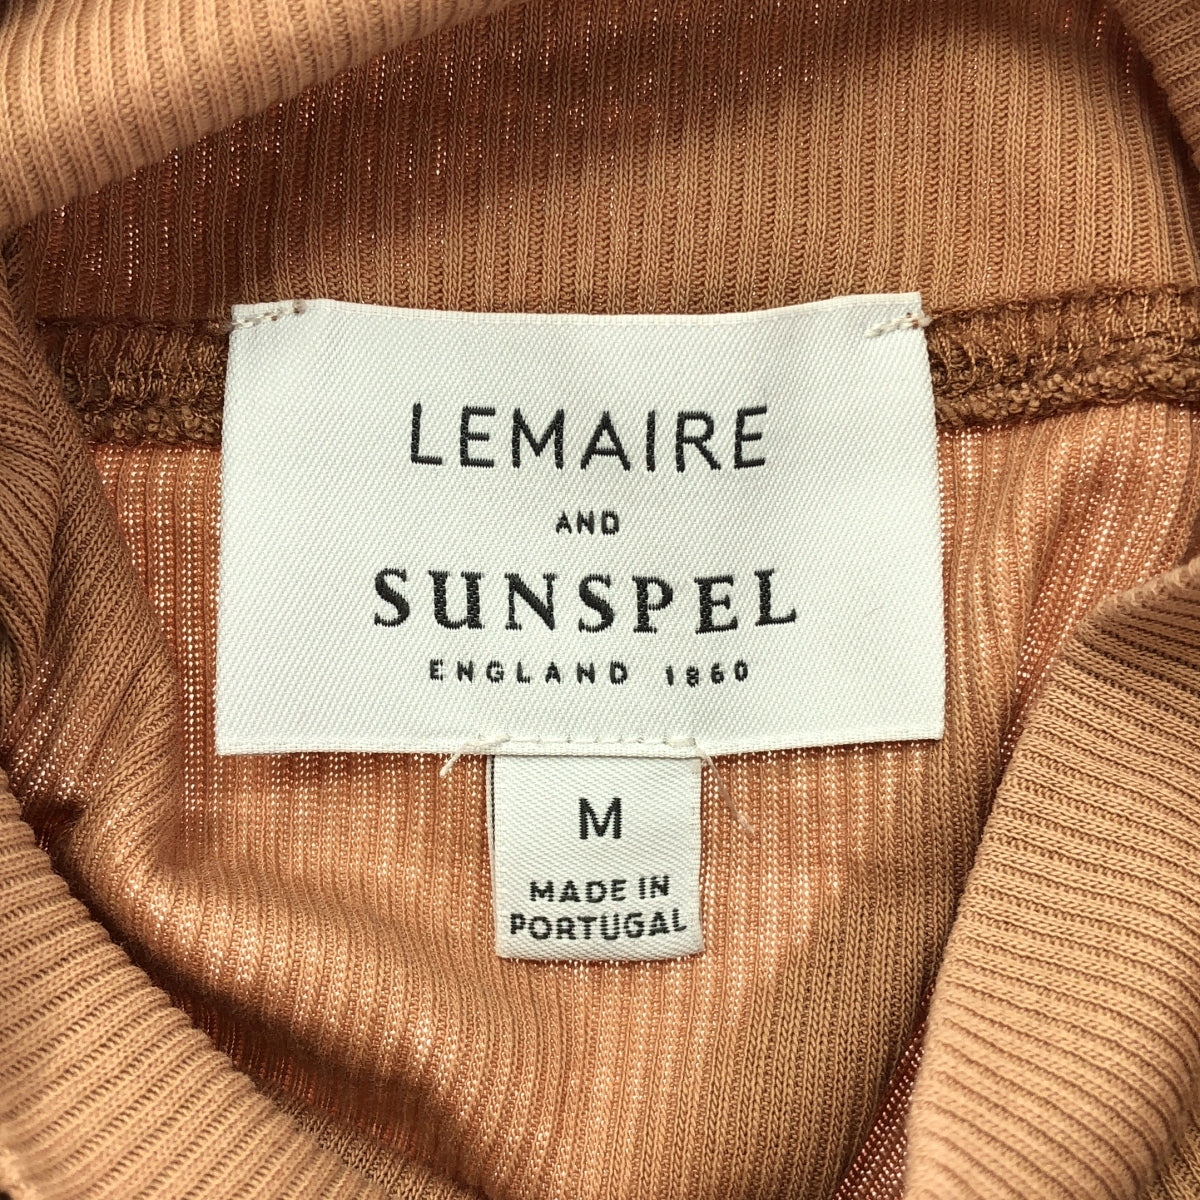 LEMAIRE
AND
SUNSPEL
ENGLAND 1860
M
MADE IN
PORTUGAL